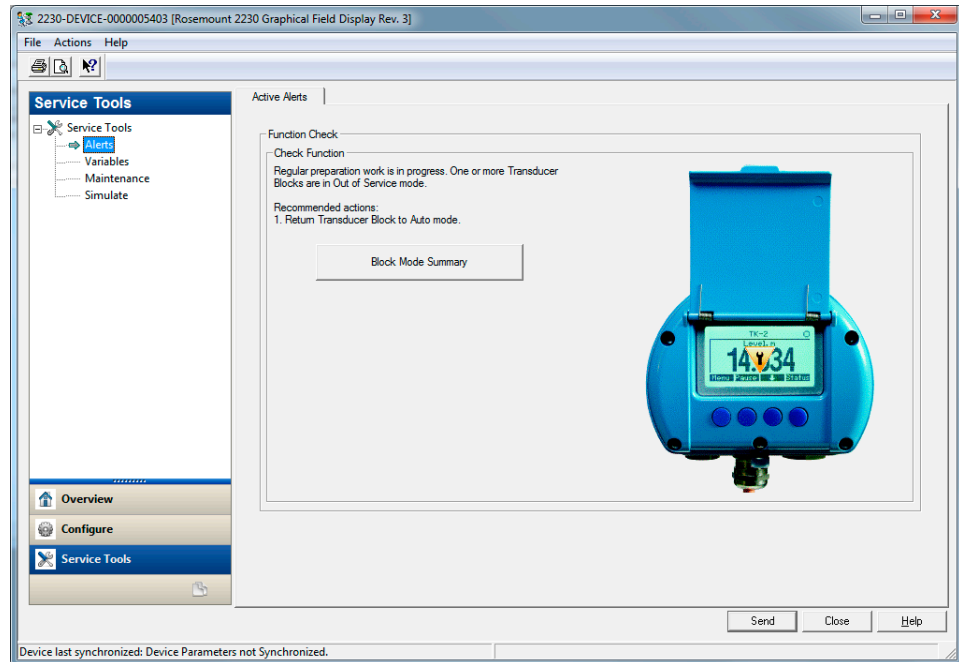 2230-DEVICE-0000005403 [Rosemount 2230 Graphical Field Display Rev. 3]
File Actions Help
Service Tools
Service Tools
Alerts
Variables
Maintenance
Simulate
Overview
Configure
Service Tools
Active Alerts
Function Check
Check Function
Regular preparation work is in progress. One or more Transducer
Blocks are in Out of Service mode.
Recommended actions:
1. Return Transducer Block to Auto mode.
Block Mode Summary
TK-2
Level.m
Menu Pause Status
Send Close Help
Device last synchronized: Device Parameters not Synchronized.